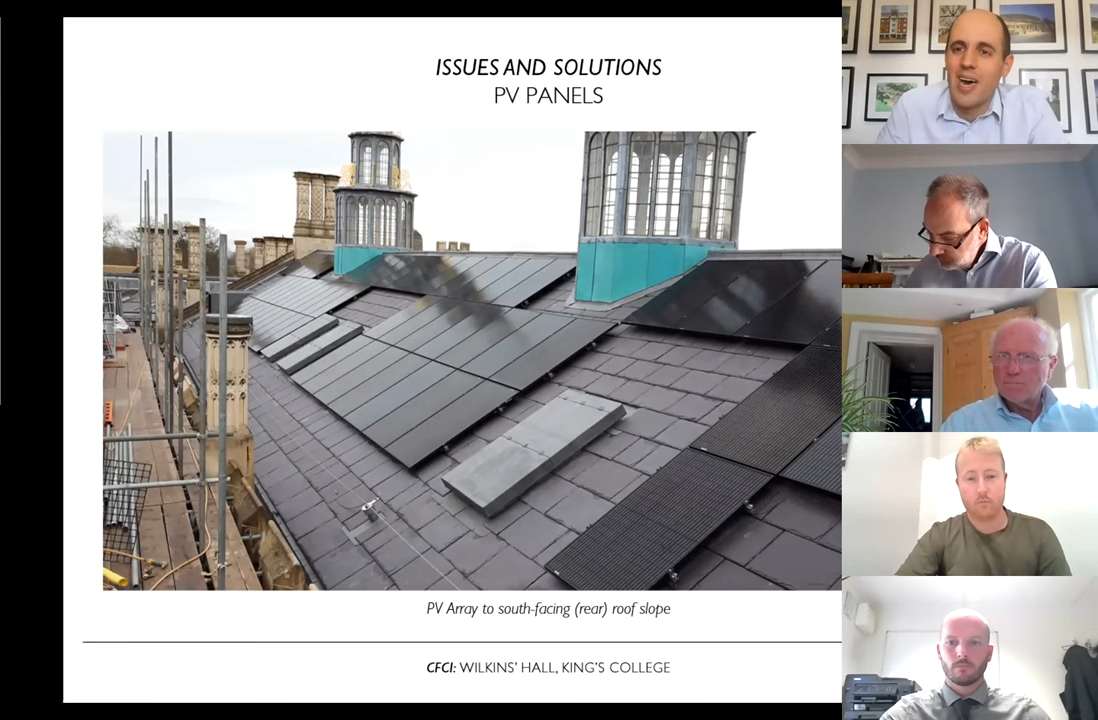 ISSUES AND SOLUTIONS
PV PANELS
PV Array to south-facing (rear) roof slope
CFCI: WILKINS' HALL, KING'S COLLEGE